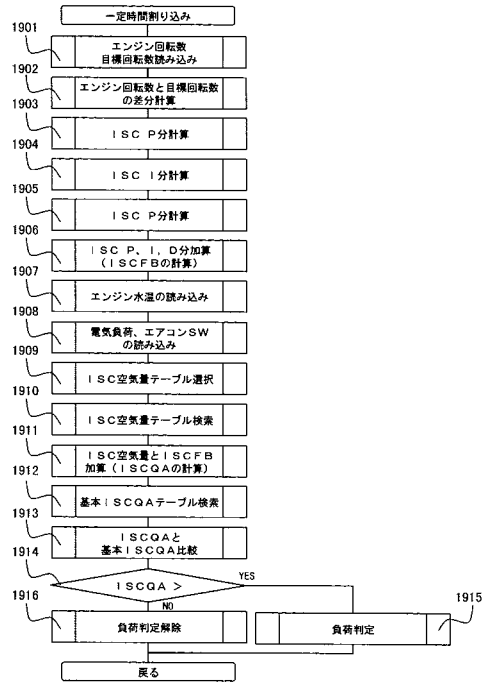 一定時間割り込み
1901
エンジン回転数
目標回転数読み込み
1902
エンジン回転数と目標回転数
の差分計算
1903
ISC P分計算
1904
ISC I分計算
1905
ISC P分計算
1906
ISC P、I,D分加算
(ISCFBの計算)
1907
エンジン水温の読み込み
1908
電気負荷、エアコンSW
の読み込み
1909
ISC空気量テーブル選択
1910
ISC空気量テーブル検索
1911
ISC空気量とISCFB
加算(ISCQAの計算)
1912
基本ISCQAテーブル検索
1913
ISCQAと
基本ISCQA比較
1914
ISCQA >
YES
NO
1916
負荷判定解除
負荷判定
1915
戻る